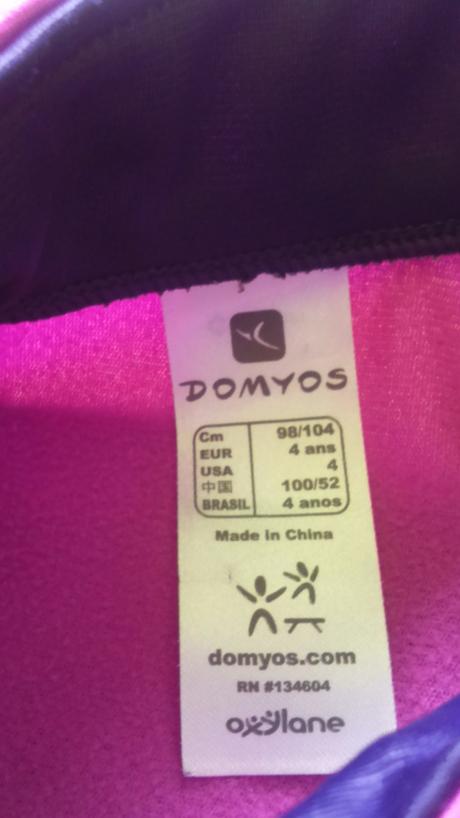 DOMYOS
Cm 98/104
EUR 4 ans
USA 4
中国 100/52
BRASIL 4 anos
Made in China
domyos.com
RN #134604
oxylane